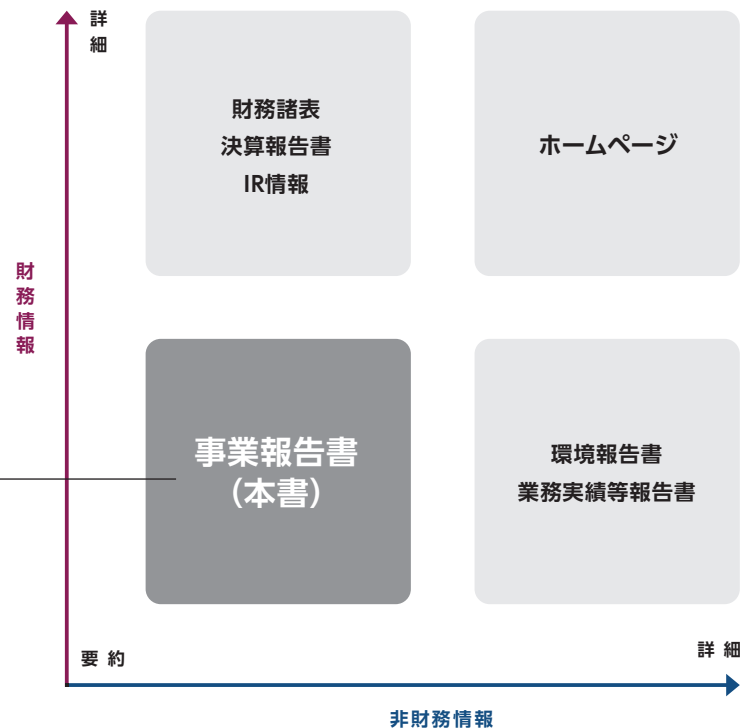 詳細
財務諸表
決算報告書
IR情報
ホームページ
財務情報
事業報告書
（本書）
環境報告書
業務実績等報告書
要約
詳細
非財務情報